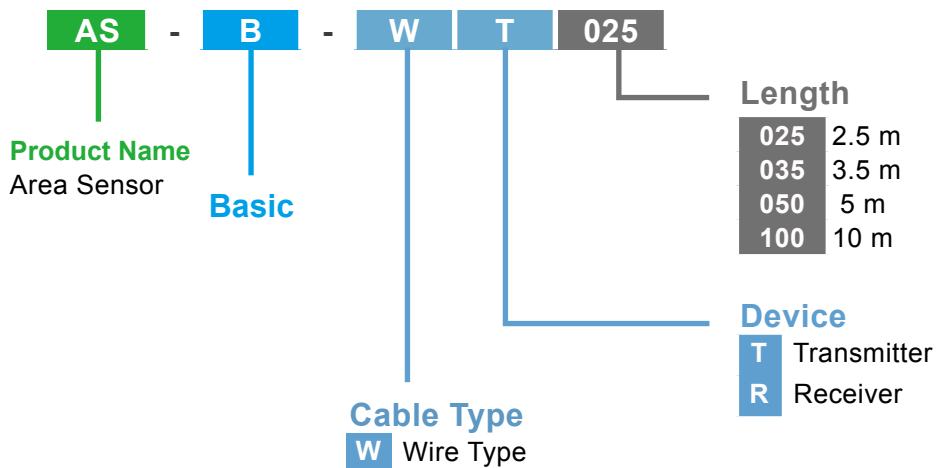 AS - B - W T 025
Product Name
Area Sensor
Basic
Length
025 2.5 m
035 3.5 m
050 5 m
100 10 m
Device
T Transmitter
R Receiver
Cable Type
W Wire Type